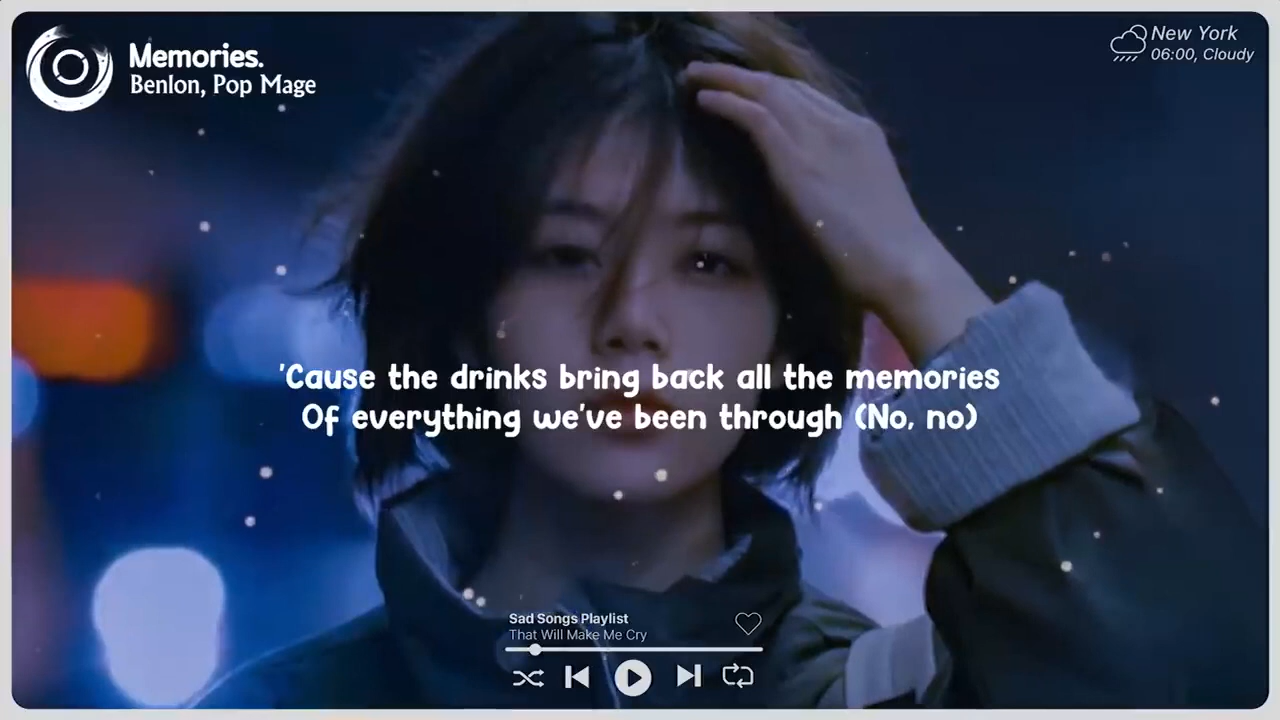 Memories.
Benlon, Pop Mage
New York
06:00, Cloudy
'Cause the drinks bring back all the memories
Of everything we've been through (No, no)
Sad Songs Playlist
That Will Make Me Cry